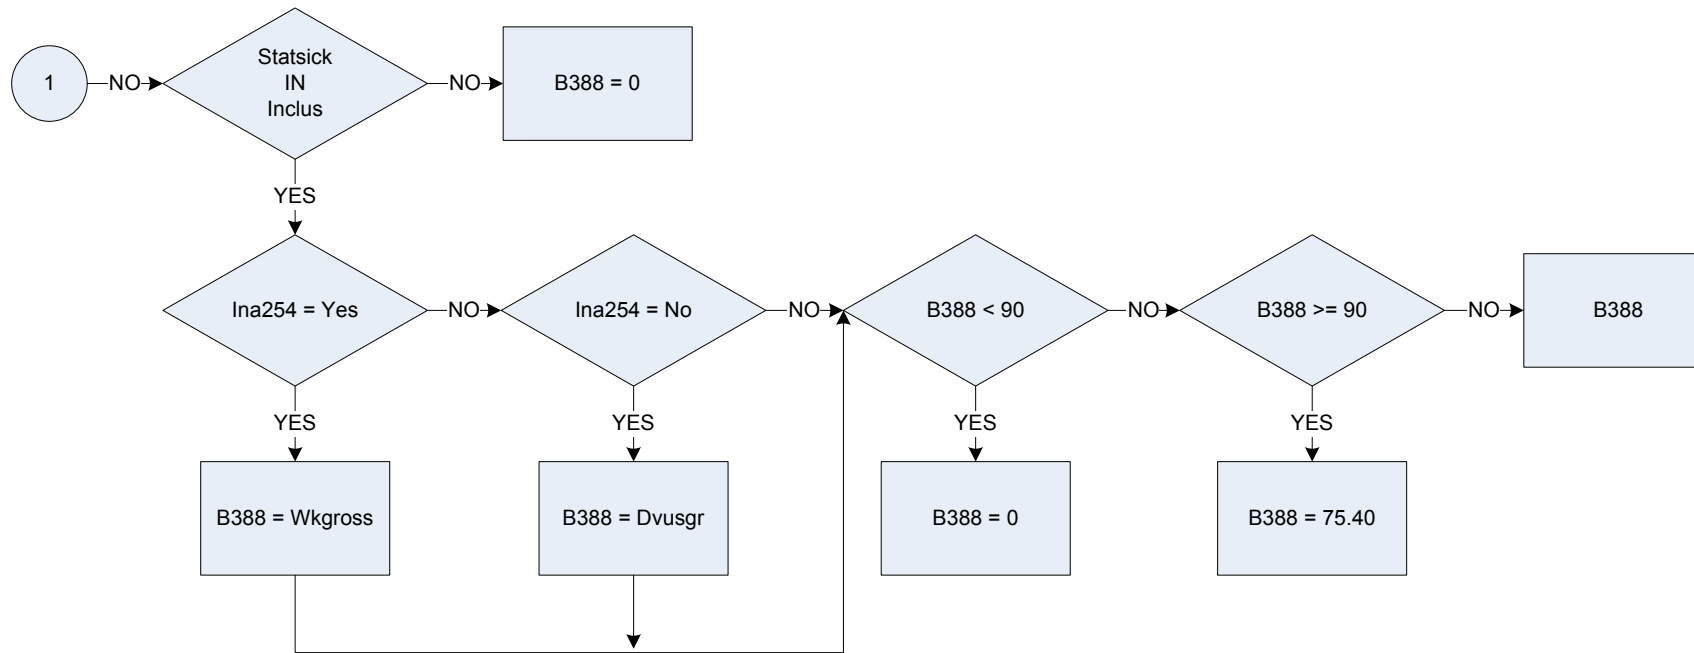 1
NO
Statsick
IN
Inclus
NO
B388 = 0
YES
Ina254 = Yes
NO
Ina254 = No
NO
B388 < 90
NO
B388 >= 90
NO
B388
YES
YES
YES
YES
B388 = Wkgross
B388 = Dvusgr
B388 = 0
B388 = 75.40